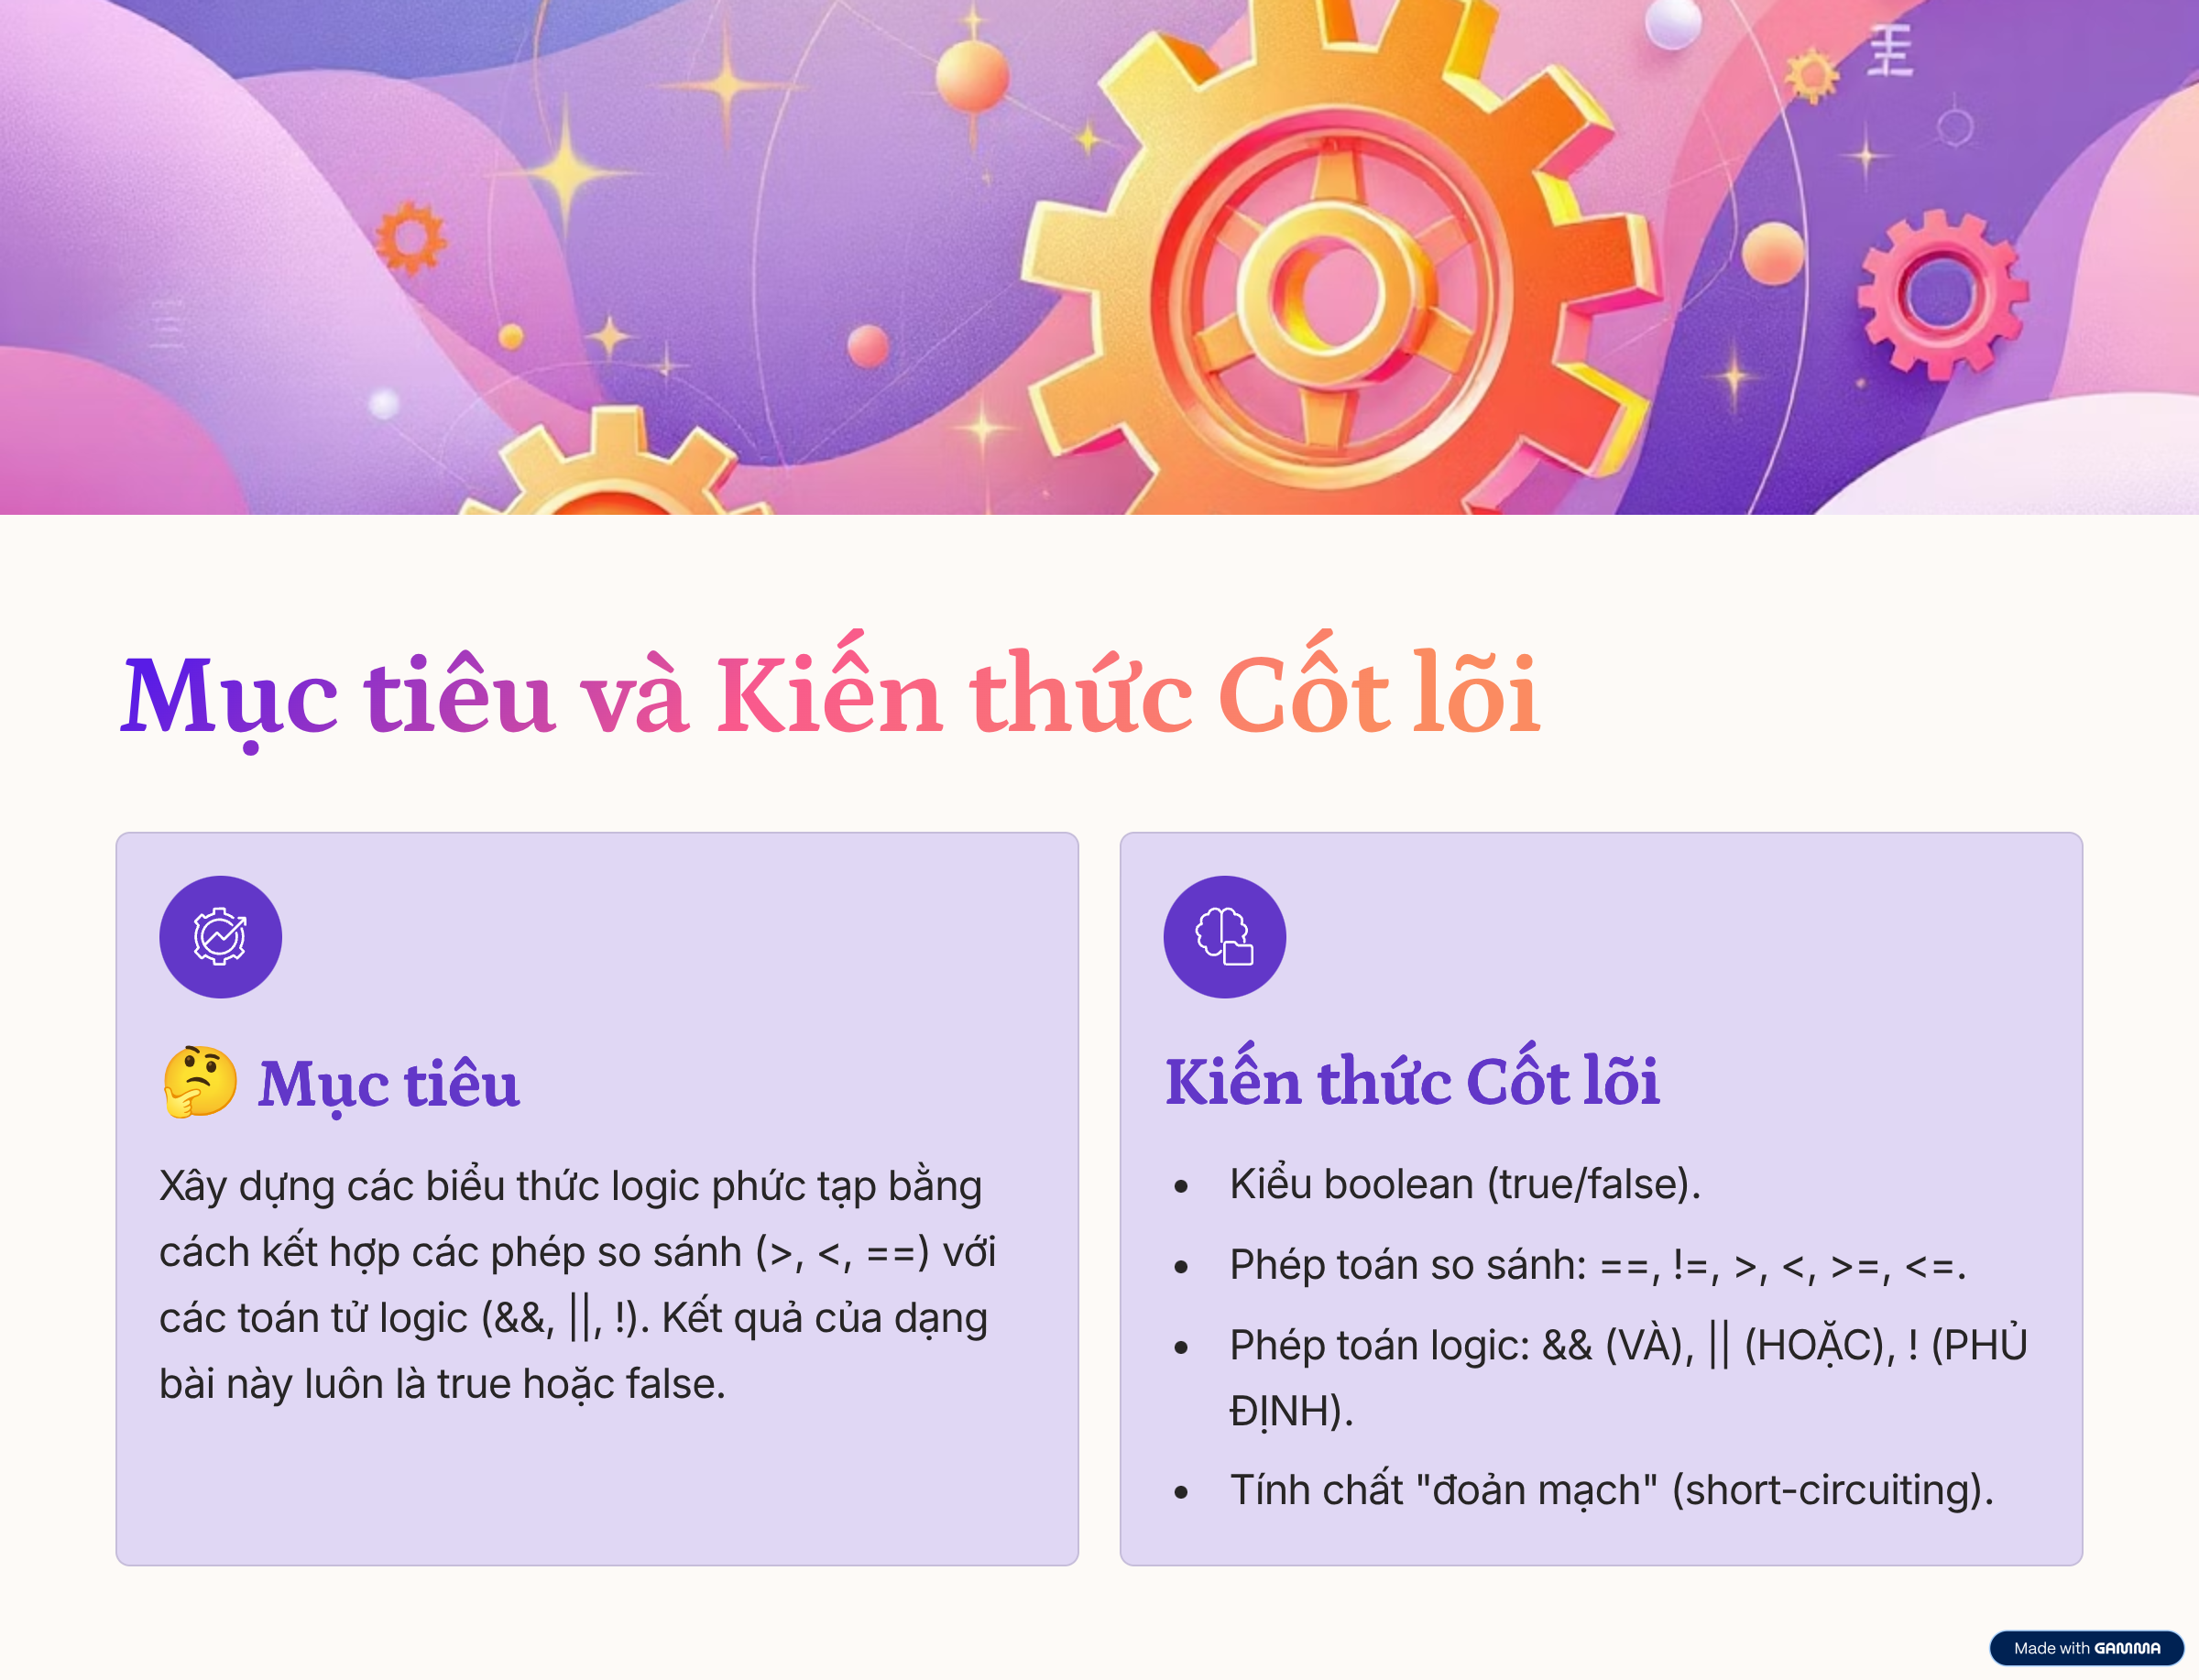 Mục tiêu và Kiến thức Cốt lõi
🤔 Mục tiêu
Xây dựng các biểu thức logic phức tạp bằng
cách kết hợp các phép so sánh (>, <, ==) với
các toán tử logic (&&, ||, !). Kết quả của dạng
bài này luôn là true hoặc false.
Kiến thức Cốt lõi
• Kiểu boolean (true/false).
• Phép toán so sánh: ==, !=, >, <, >=, <=.
• Phép toán logic: && (VÀ), || (HOẶC), ! (PHỦ
ĐỊNH).
• Tính chất "đoản mạch" (short-circuiting).
Made with GAMMA